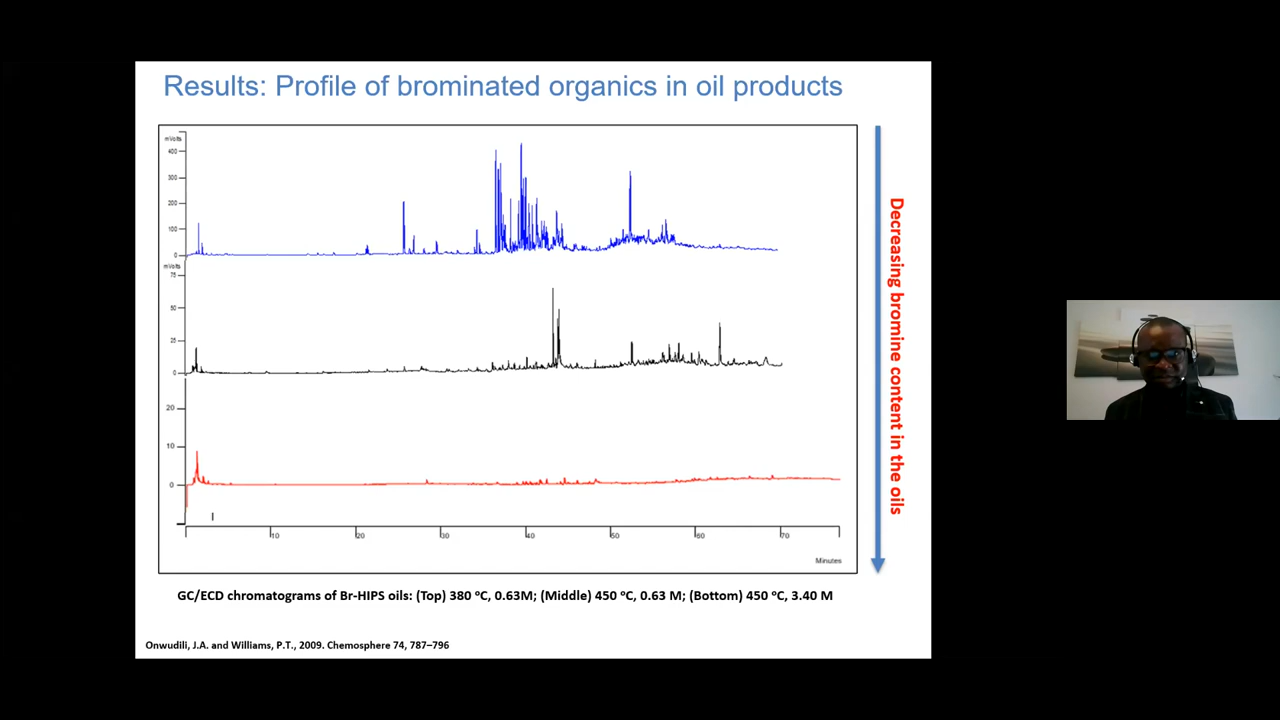 Results: Profile of brominated organics in oil products
mVolts
400
300
200
100
0
mVolts
75
50
25
0
20
10
0
10
20
30
40
50
60
70
Minutes
Decreasing bromine content in the oils
GC/ECD chromatograms of Br-HIPS oils: (Top) 380 °C, 0.63M; (Middle) 450 °C, 0.63 M; (Bottom) 450 °C, 3.40 M
Onwudili, J.A. and Williams, P.T., 2009. Chemosphere 74, 787–796